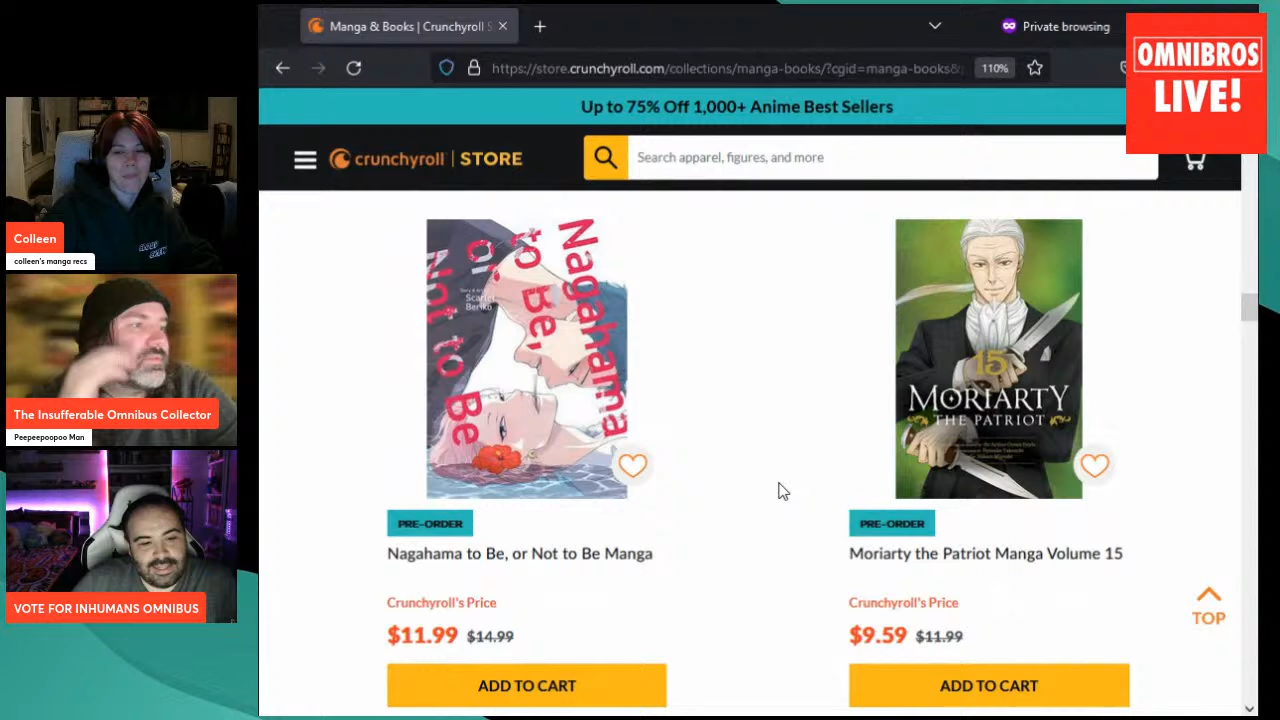 Manga & Books | Crunchyroll S
Private browsing
https://store.crunchyroll.com/collections/manga-books/?cgid=manga-books&
110%
OMNIBROS
LIVE!
Up to 75% Off 1,000+ Anime Best Sellers
crunchyroll | STORE
Search apparel, figures, and more
Colleen
colleen's manga recs
The Insufferable Omnibus Collector
Peepeepoopoo Man
VOTE FOR INHUMANS OMNIBUS
Nagahama
to Be,
or
Not to Be
Story & Art by
Scarlet
Beriko
15
MORIARTY
THE PATRIOT
PRE-ORDER
Nagahama to Be, or Not to Be Manga
Crunchyroll's Price
$11.99 $14.99
ADD TO CART
PRE-ORDER
Moriarty the Patriot Manga Volume 15
Crunchyroll's Price
$9.59 $11.99
ADD TO CART
TOP